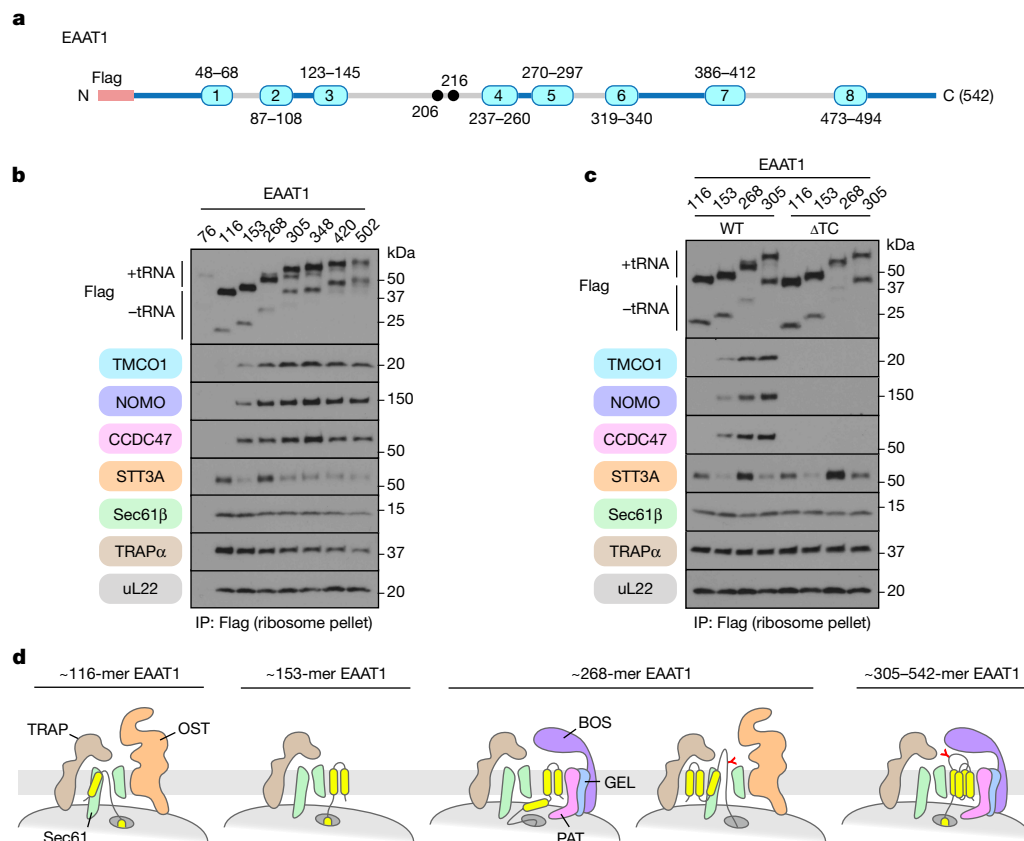 a
EAAT1
Flag
48–68
123–145
216
270–297
386–412
N
1
2
3
4
5
6
7
8
C (542)
87–108
206
237–260
319–340
473–494
b
EAAT1
76
116
153
268
305
348
420
502
kDa
+tRNA
Flag
–tRNA
50
37
25
TMCO1
20
NOMO
150
CCDC47
50
STT3A
50
Sec61β
15
TRAPα
37
uL22
20
IP: Flag (ribosome pellet)
c
EAAT1
116
153
268
305
116
153
268
305
WT
ΔTC
kDa
+tRNA
Flag
–tRNA
50
37
25
TMCO1
20
NOMO
150
CCDC47
50
STT3A
50
Sec61β
15
TRAPα
37
uL22
20
IP: Flag (ribosome pellet)
d
~116-mer EAAT1
~153-mer EAAT1
~268-mer EAAT1
~305–542-mer EAAT1
TRAP
OST
BOS
GEL
Sec61
PAT